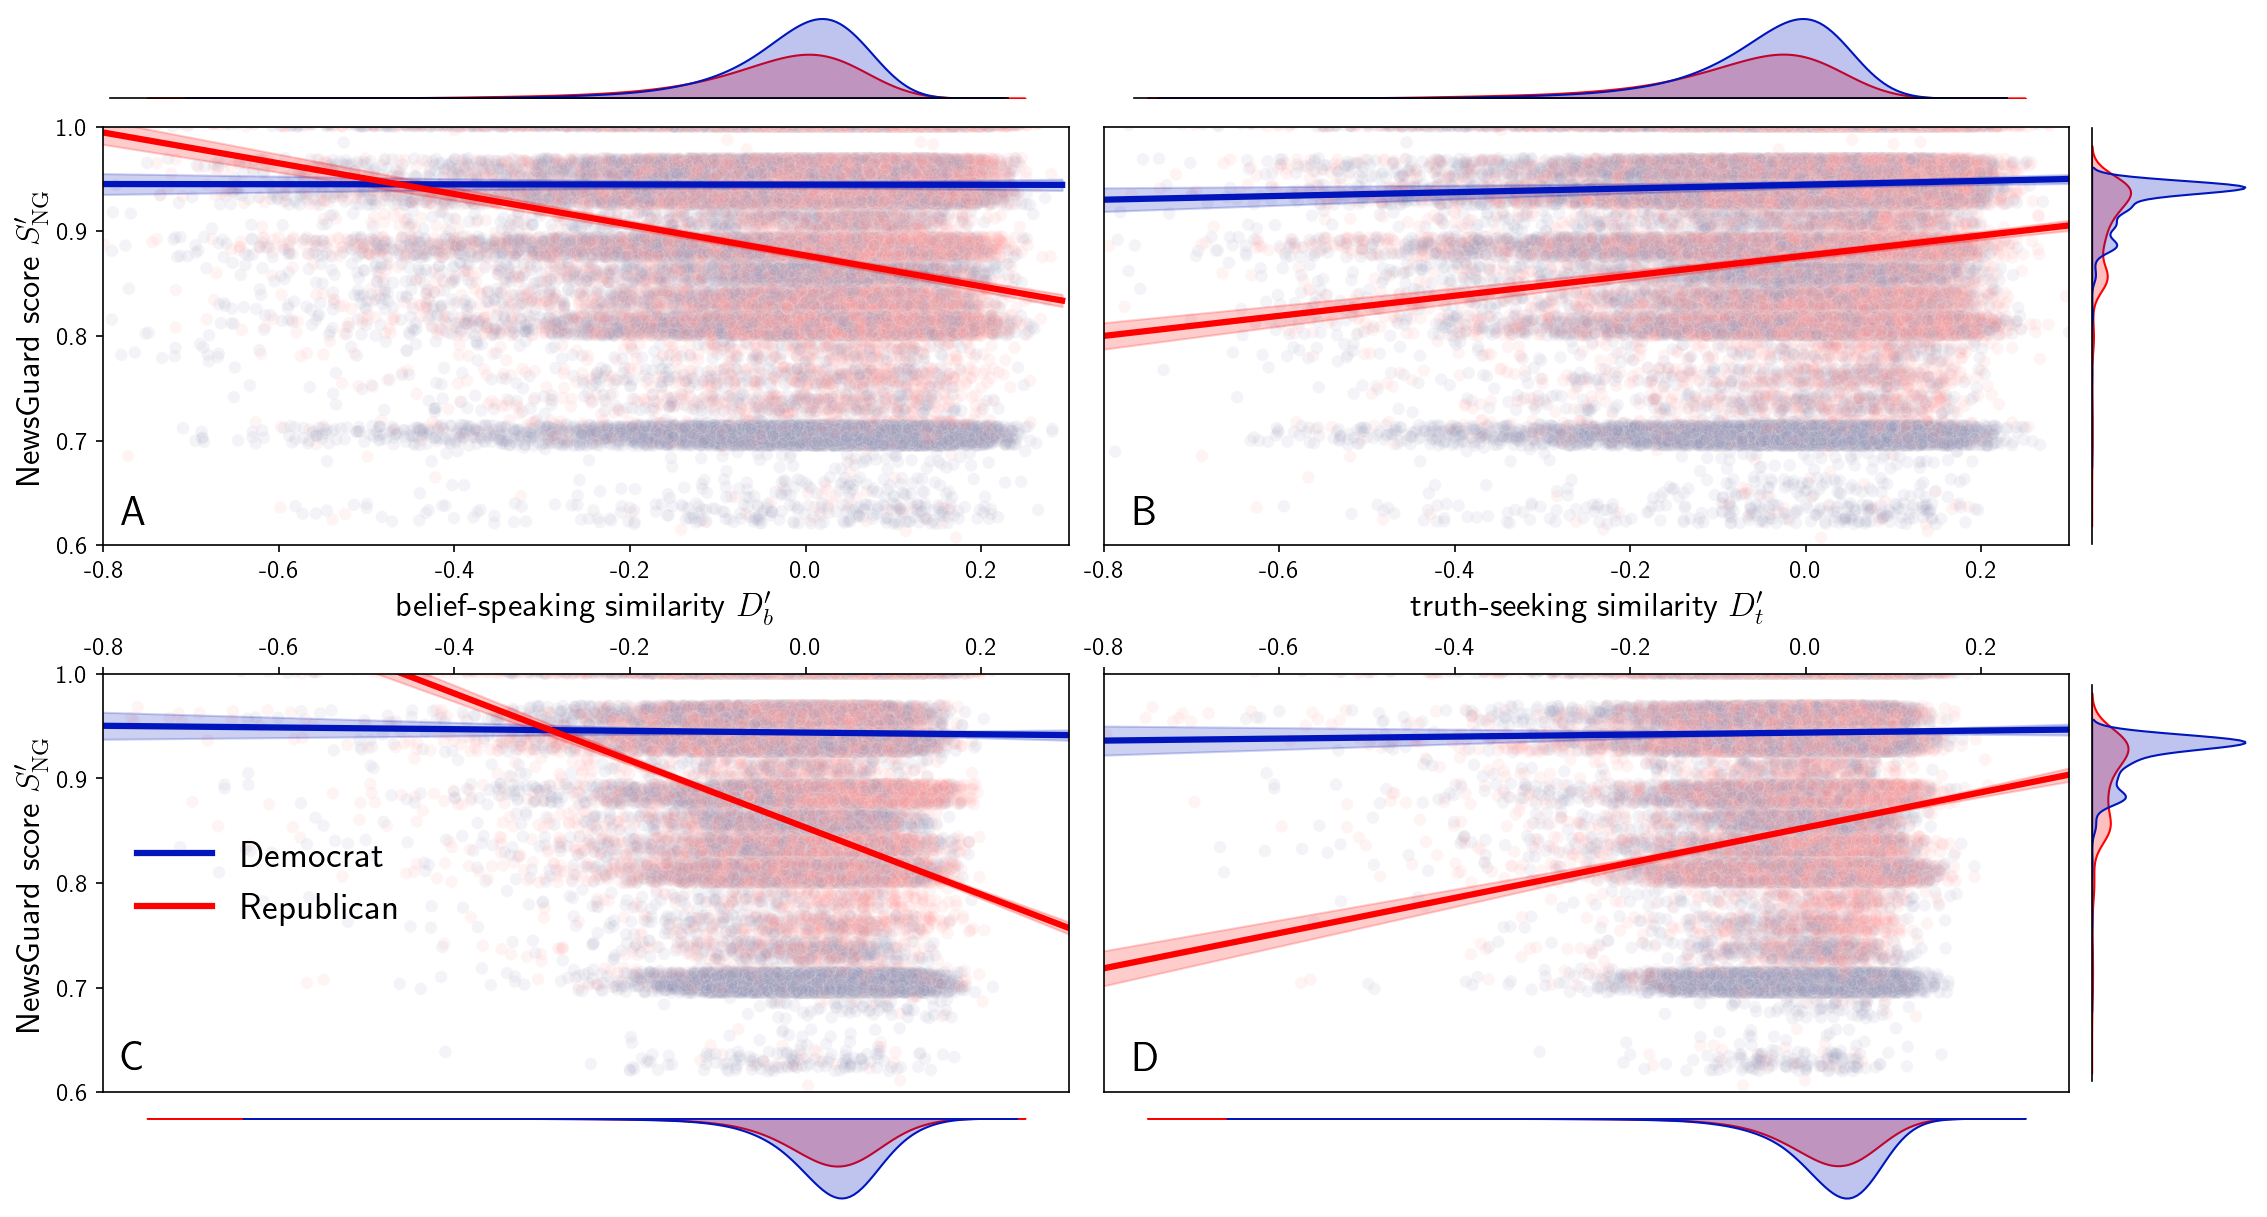 1.0
0.9
0.8
0.7
0.6
NewsGuard score S′NG
A
B
-0.8 -0.6 -0.4 -0.2 0.0 0.2
-0.8 -0.6 -0.4 -0.2 0.0 0.2
belief-speaking similarity D′b
truth-seeking similarity D′t
-0.8 -0.6 -0.4 -0.2 0.0 0.2
-0.8 -0.6 -0.4 -0.2 0.0 0.2
1.0
0.9
0.8
0.7
0.6
NewsGuard score S′NG
Democrat
Republican
C
D